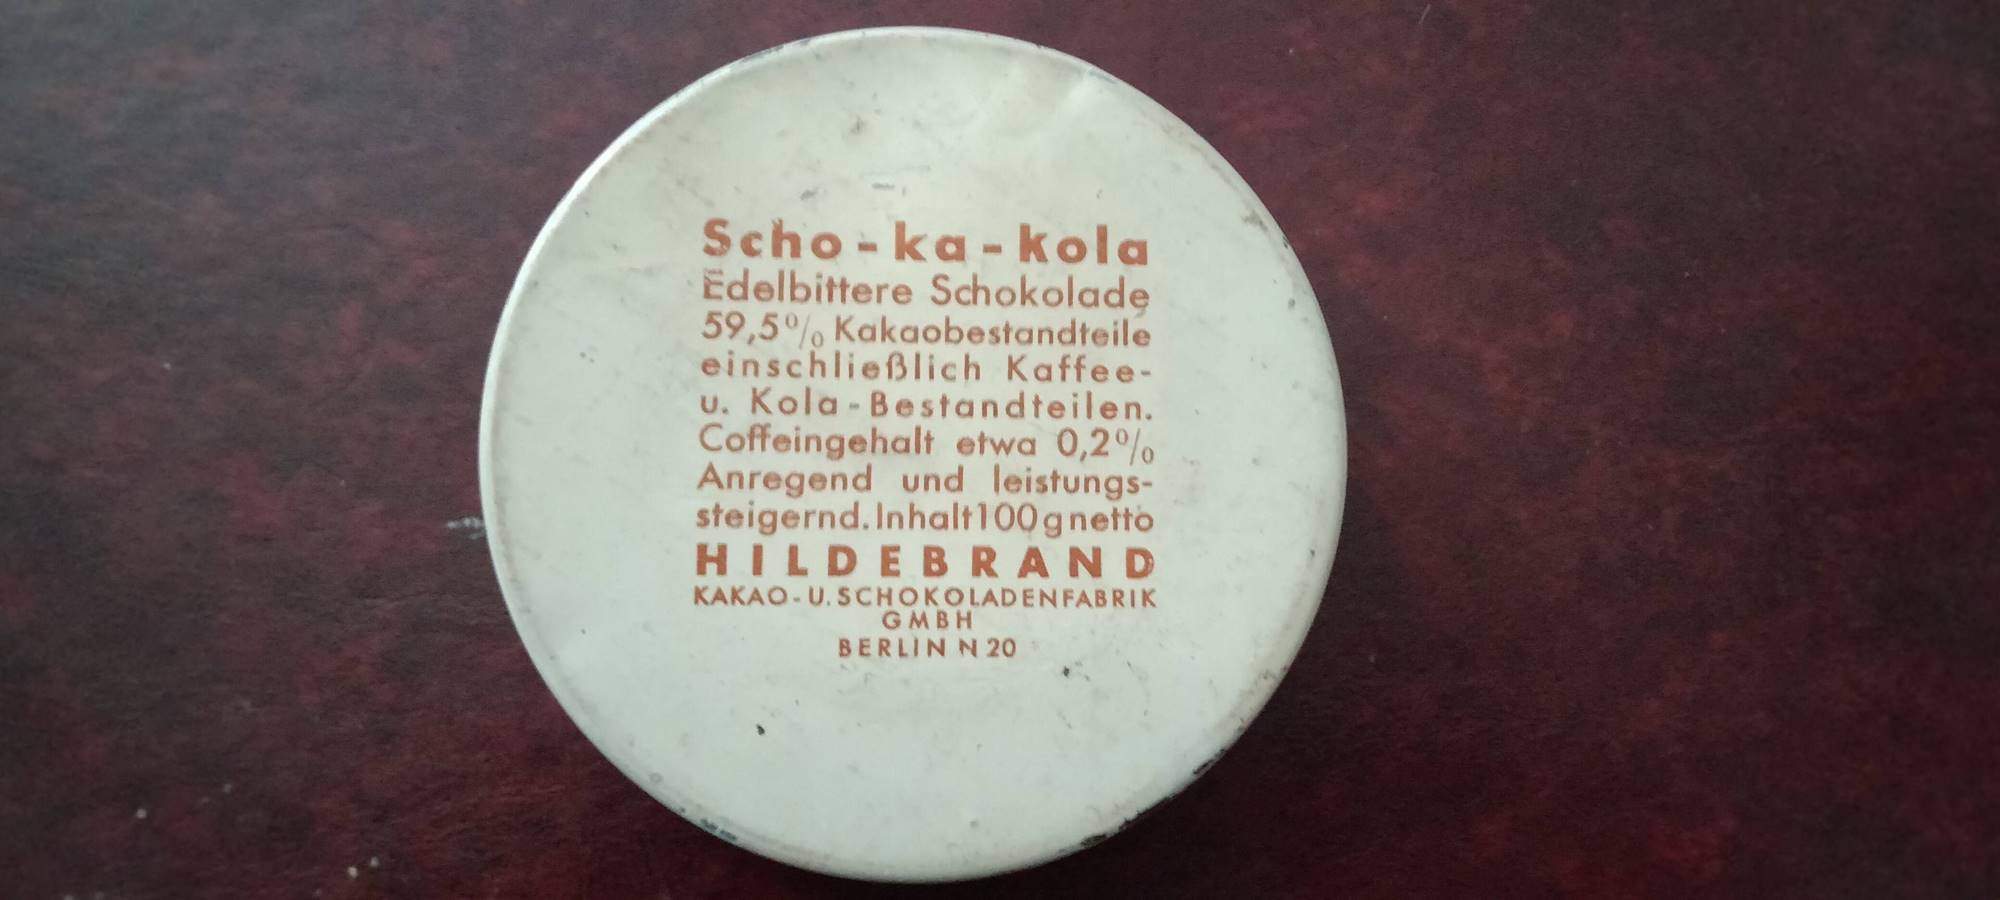 Scho-ka-kola
Edelbittere Schokolade
59,5% Kakaobestandteile
einschließlich Kaffee-
u. Kola-Bestandteilen.
Coffeingehalt etwa 0,2%
Anregend und leistungs-
steigernd. Inhalt 100 g netto
HILDEBRAND
KAKAO-U. SCHOKOLADENFABRIK
GMBH
BERLIN N 20